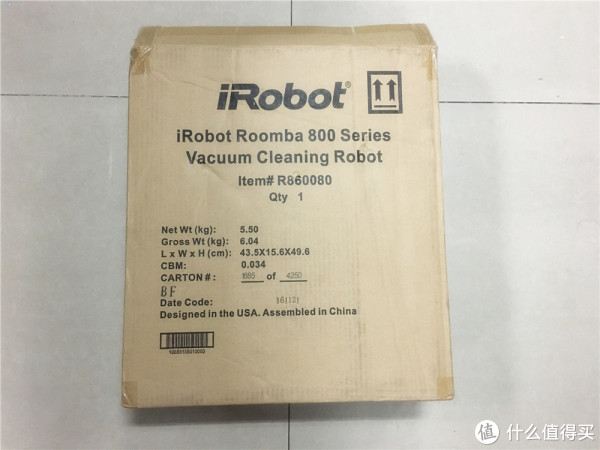 iRobot®
iRobot Roomba 800 Series
Vacuum Cleaning Robot
Item# R860080
Qty 1
Net Wt (kg): 5.50
Gross Wt (kg): 6.04
L x W x H (cm): 43.5X15.6X49.6
CBM: 0.034
CARTON #: 1685 of 4250
BF
Date Code: 161121
Designed in the USA. Assembled in China
值 什么值得买